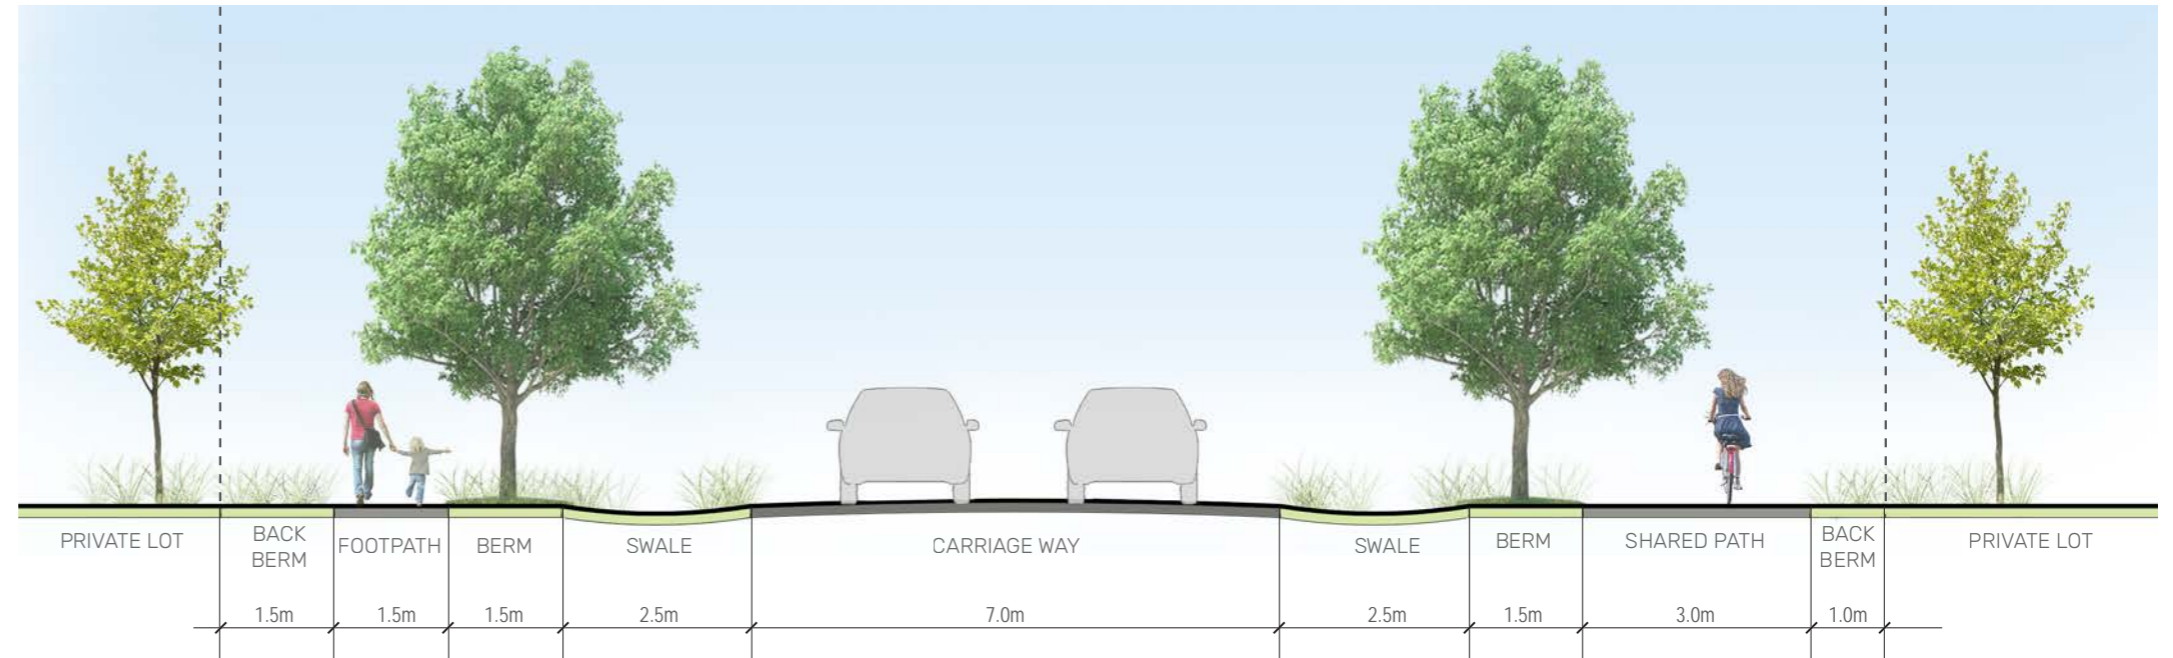 PRIVATE LOT
BACK
BERM
FOOTPATH
BERM
SWALE
CARRIAGE WAY
SWALE
BERM
SHARED PATH
BACK
BERM
PRIVATE LOT
1.5m
1.5m
1.5m
2.5m
7.0m
2.5m
1.5m
3.0m
1.0m